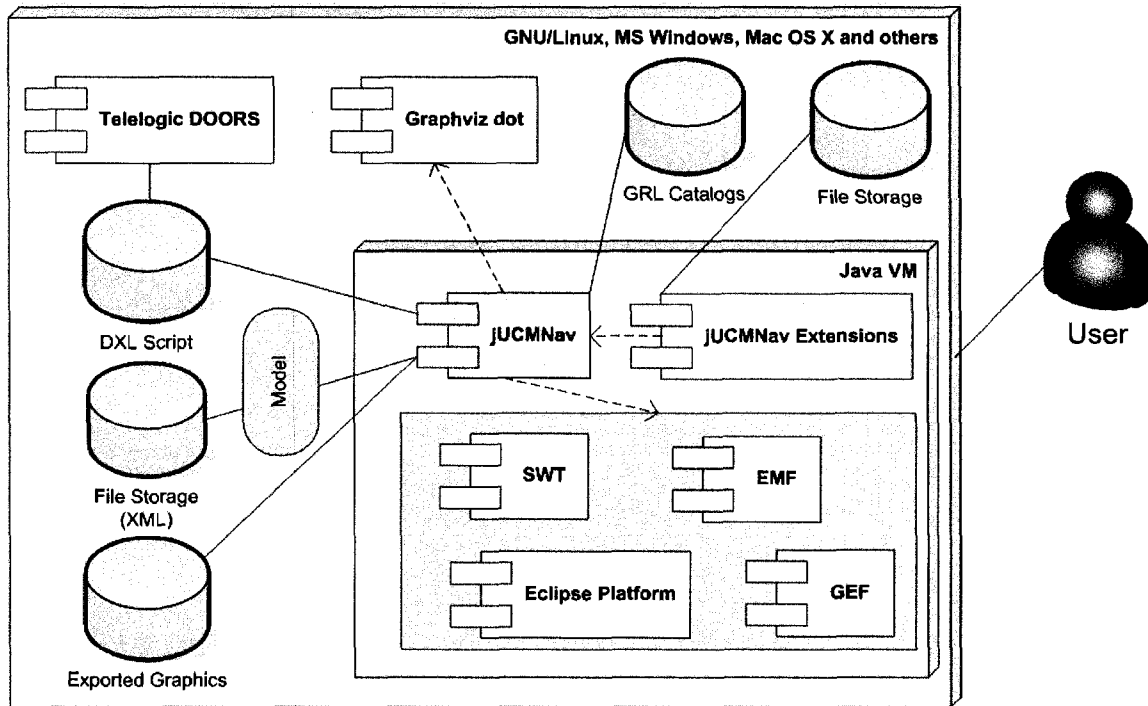 GNU/Linux, MS Windows, Mac OS X and others
Telelogic DOORS
Graphviz dot
GRL Catalogs
File Storage
Java VM
DXL Script
jUCMNav
jUCMNav Extensions
User
Model
File Storage
(XML)
SWT
EMF
Eclipse Platform
GEF
Exported Graphics